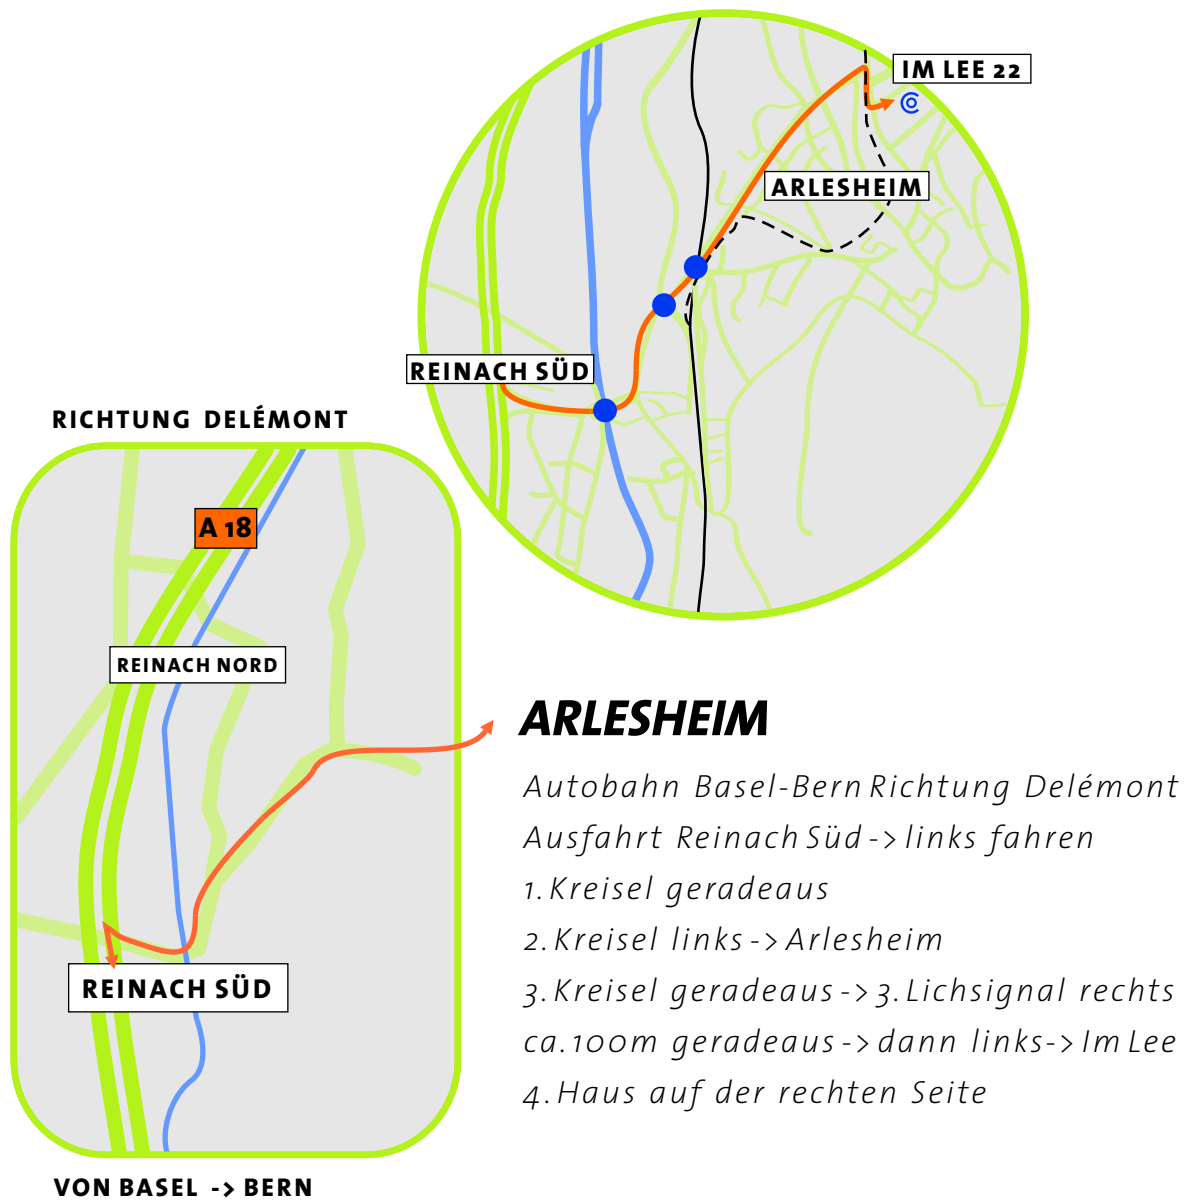 IM LEE 22
ARLESHEIM
REINACH SÜD
RICHTUNG DELÉMONT
A 18
REINACH NORD
REINACH SÜD
VON BASEL -> BERN
ARLESHEIM
Autobahn Basel-Bern Richtung Delémont
Ausfahrt Reinach Süd -> links fahren
1. Kreisel geradeaus
2. Kreisel links -> Arlesheim
3. Kreisel geradeaus -> 3. Lichsignal rechts
ca. 100m geradeaus -> dann links-> Im Lee
4. Haus auf der rechten Seite